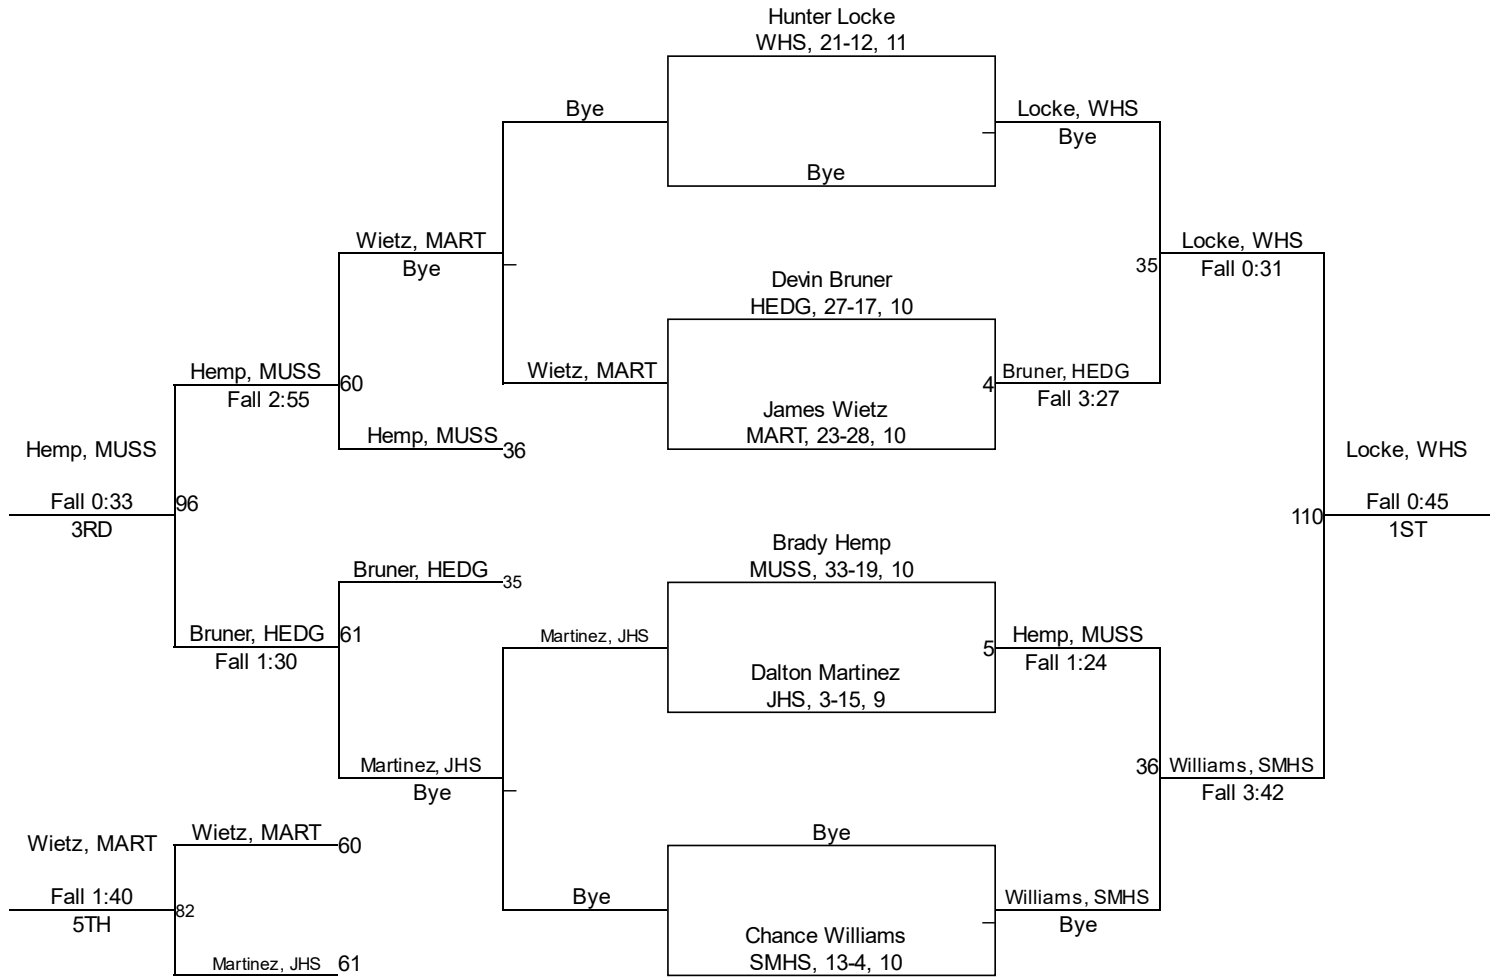 Hunter Locke
WHS, 21-12, 11
Bye
Locke, WHS
Bye
Bye
Wietz, MART
Bye
Locke, WHS
35
Fall 0:31
Devin Bruner
HEDG, 27-17, 10
Hemp, MUSS
60
Fall 2:55
Wietz, MART
4
Bruner, HEDG
Fall 3:27
James Wietz
MART, 23-28, 10
Hemp, MUSS
36
Hemp, MUSS
Fall 0:33
96
3RD
Locke, WHS
110
Fall 0:45
1ST
Brady Hemp
MUSS, 33-19, 10
Bruner, HEDG
35
Bruner, HEDG
61
Fall 1:30
Martinez, JHS
5
Hemp, MUSS
Fall 1:24
Dalton Martinez
JHS, 3-15, 9
Martinez, JHS
Bye
36
Williams, SMHS
Fall 3:42
Wietz, MART
Wietz, MART
60
Bye
Fall 1:40
82
5TH
Bye
Williams, SMHS
Bye
Chance Williams
SMHS, 13-4, 10
Martinez, JHS
61